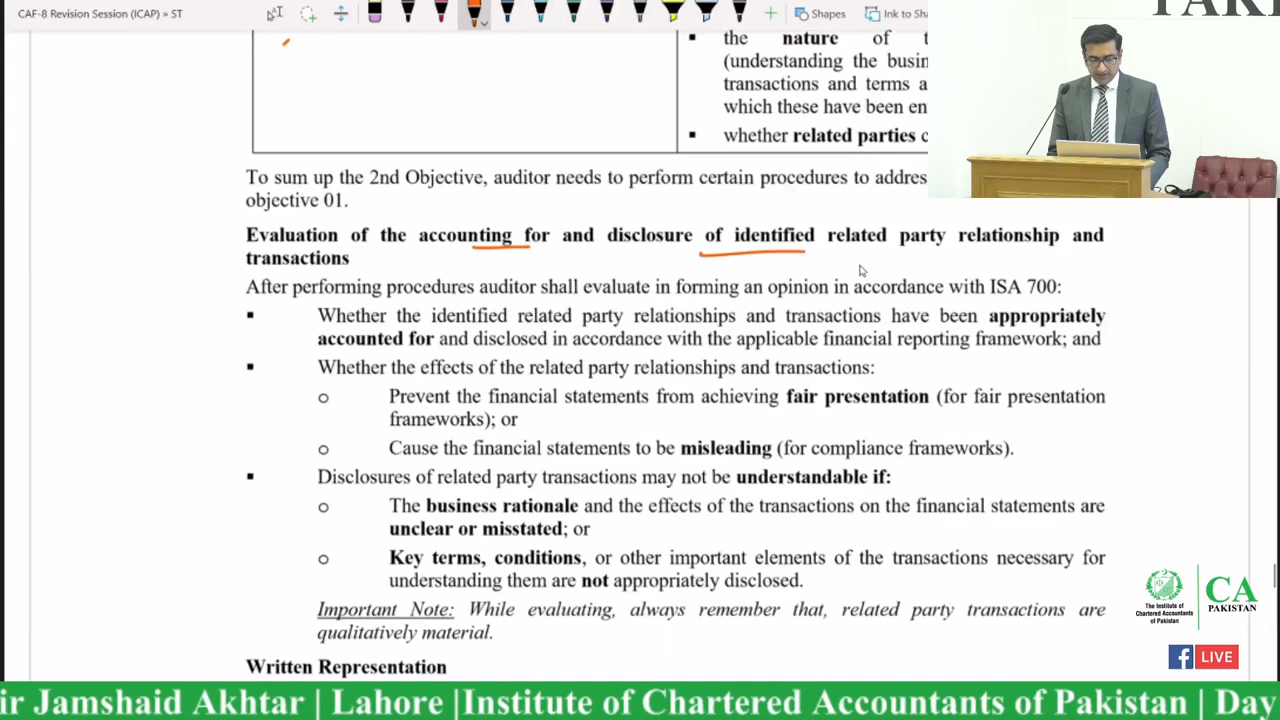 CAF-8 Revision Session (ICAP) » ST
Shapes
Ink to Sha
▪ the nature of t
(understanding the busin
transactions and terms a
which these have been en
▪ whether related parties c
To sum up the 2nd Objective, auditor needs to perform certain procedures to addres
objective 01.
Evaluation of the accounting for and disclosure of identified related party relationship and
transactions
After performing procedures auditor shall evaluate in forming an opinion in accordance with ISA 700:
▪ Whether the identified related party relationships and transactions have been appropriately
accounted for and disclosed in accordance with the applicable financial reporting framework; and
▪ Whether the effects of the related party relationships and transactions:
o Prevent the financial statements from achieving fair presentation (for fair presentation
frameworks); or
o Cause the financial statements to be misleading (for compliance frameworks).
▪ Disclosures of related party transactions may not be understandable if:
o The business rationale and the effects of the transactions on the financial statements are
unclear or misstated; or
o Key terms, conditions, or other important elements of the transactions necessary for
understanding them are not appropriately disclosed.
Important Note: While evaluating, always remember that, related party transactions are
qualitatively material.
Written Representation
The Institute of
Chartered Accountants
of Pakistan
CA
PAKISTAN
f LIVE
ir Jamshaid Akhtar | Lahore |Institute of Chartered Accountants of Pakistan | Day